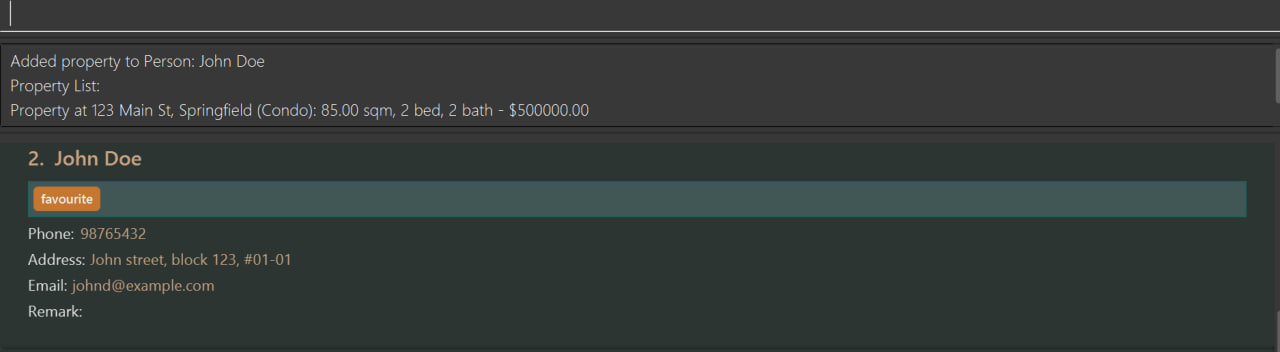 Added property to Person: John Doe
Property List:
Property at 123 Main St, Springfield (Condo): 85.00 sqm, 2 bed, 2 bath - $500000.00
2. John Doe
favourite
Phone: 98765432
Address: John street, block 123, #01-01
Email: johnd@example.com
Remark: